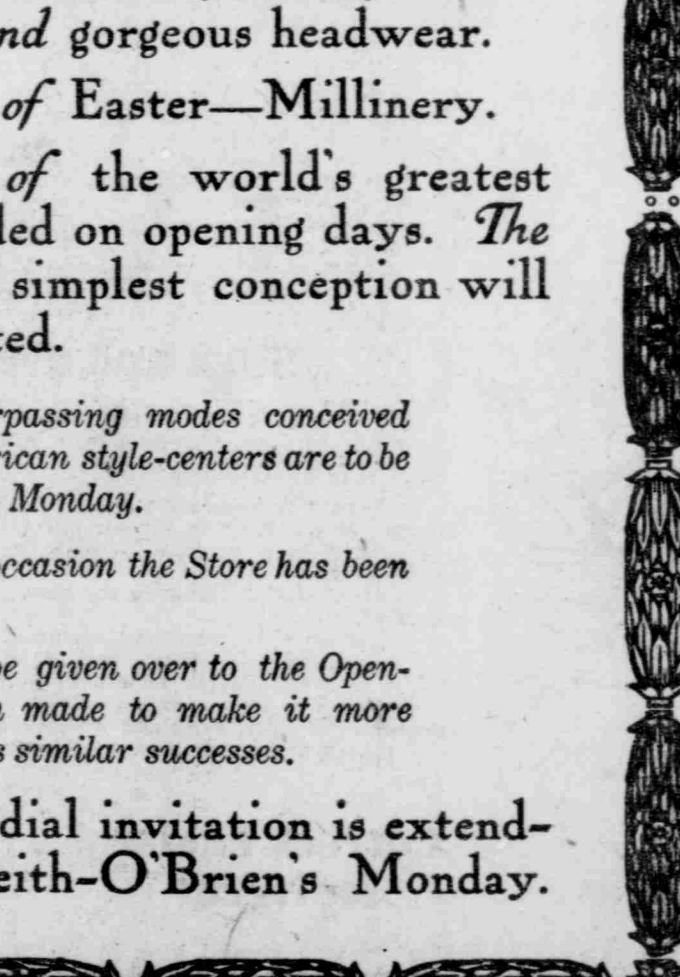 nd gorgeous headwear.
of Easter—Millinery.
of the world's greatest
led on opening days. The
simplest conception will
ted.
rpassing modes conceived
rican style-centers are to be
Monday.
occasion the Store has been
be given over to the Open-
made to make it more
s similar successes.
dial invitation is extend-
eith-O'Brien's Monday.